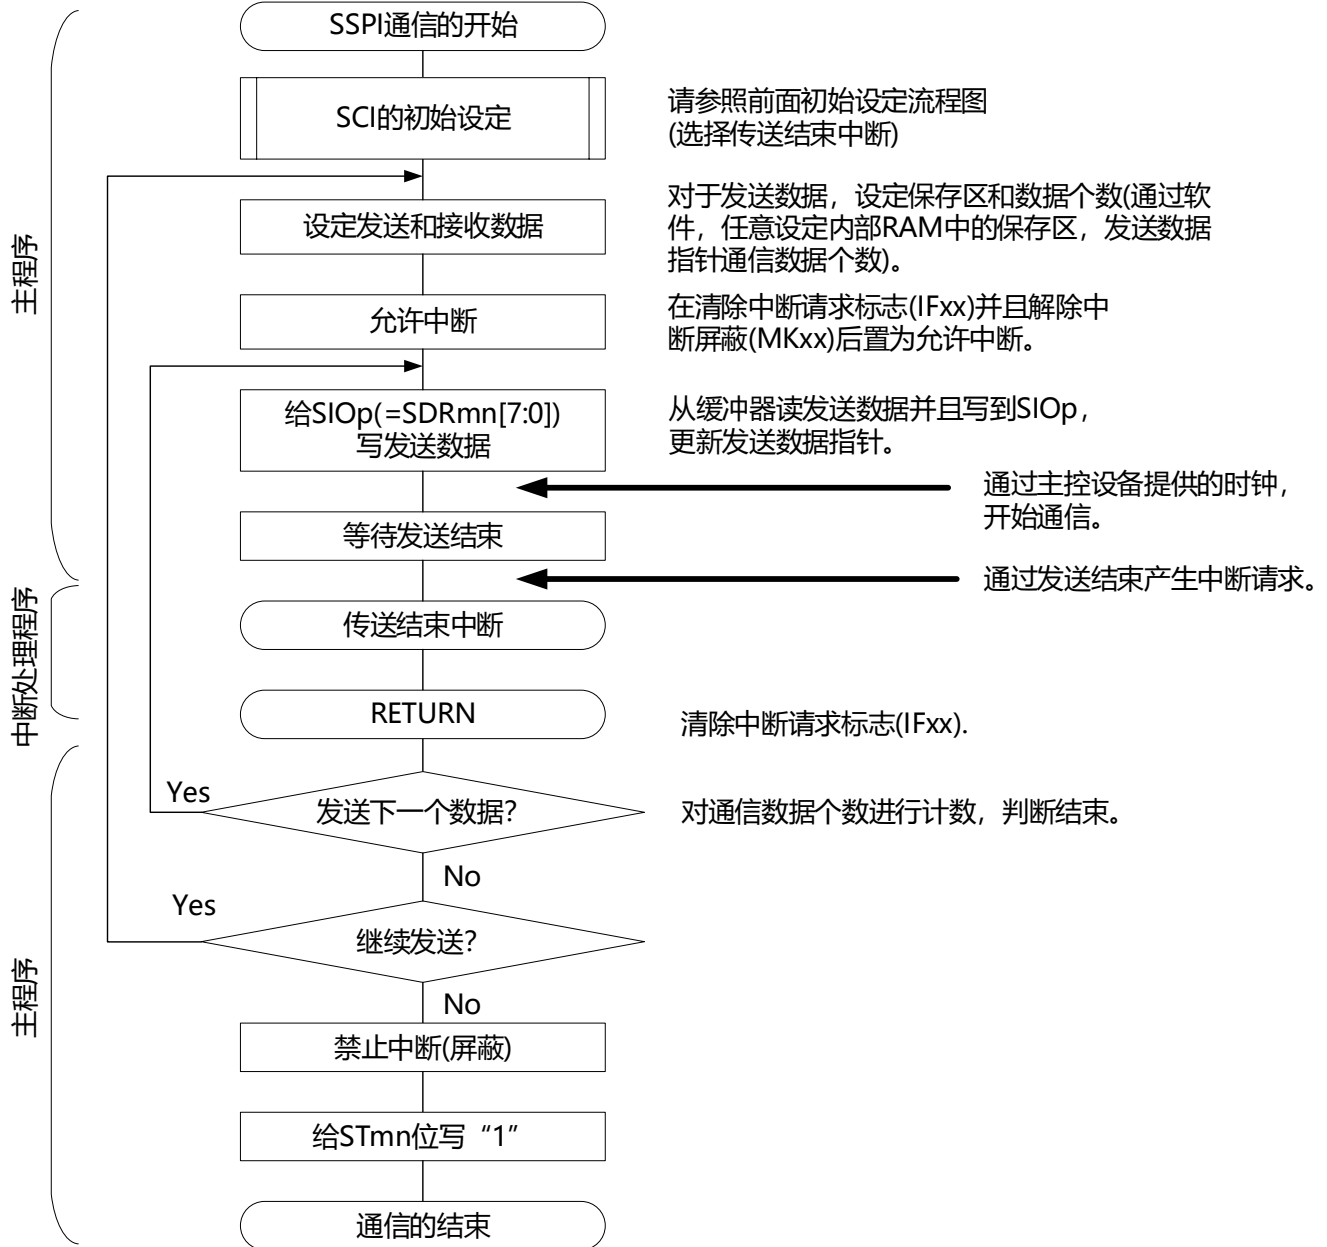 SSPI通信的开始
SCI的初始设定
请参照前面初始设定流程图
(选择传送结束中断)
设定发送和接收数据
对于发送数据，设定保存区和数据个数(通过软
件，任意设定内部RAM中的保存区，发送数据
指针通信数据个数)。
主程序
允许中断
在清除中断请求标志(IFxx)并且解除中
断屏蔽(MKxx)后置为允许中断。
给SIOp(=SDRmn[7:0])
写发送数据
从缓冲器读发送数据并且写到SIOp，
更新发送数据指针。
通过主控设备提供的时钟，
开始通信。
等待发送结束
通过发送结束产生中断请求。
中断处理程序
传送结束中断
RETURN
清除中断请求标志(IFxx).
Yes
发送下一个数据?
对通信数据个数进行计数，判断结束。
No
Yes
继续发送?
主程序
No
禁止中断(屏蔽)
给STmn位写“1”
通信的结束